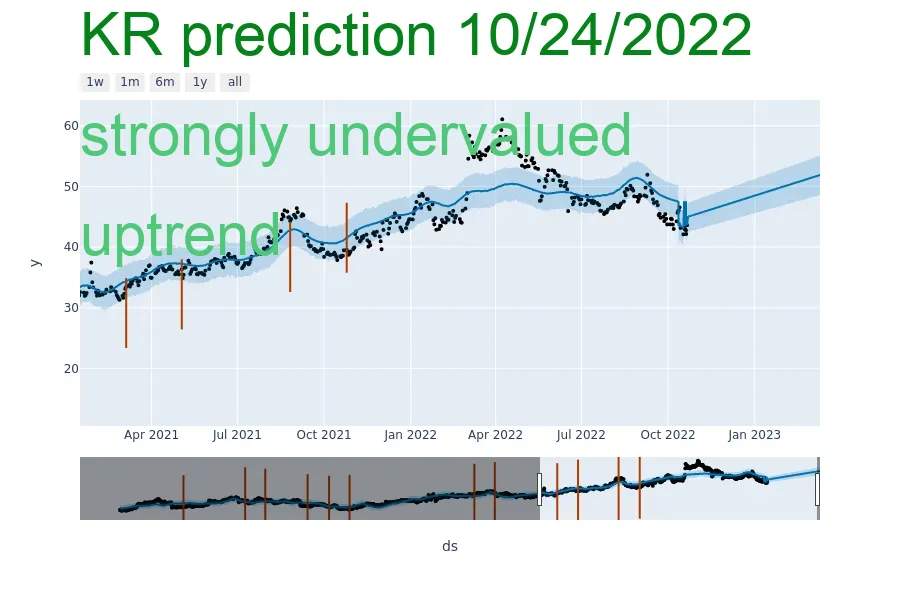 KR prediction 10/24/2022
1w 1m 6m 1y all
strongly undervalued
uptrend
60
50
40
30
20
y
Apr 2021 Jul 2021 Oct 2021 Jan 2022 Apr 2022 Jul 2022 Oct 2022 Jan 2023
ds